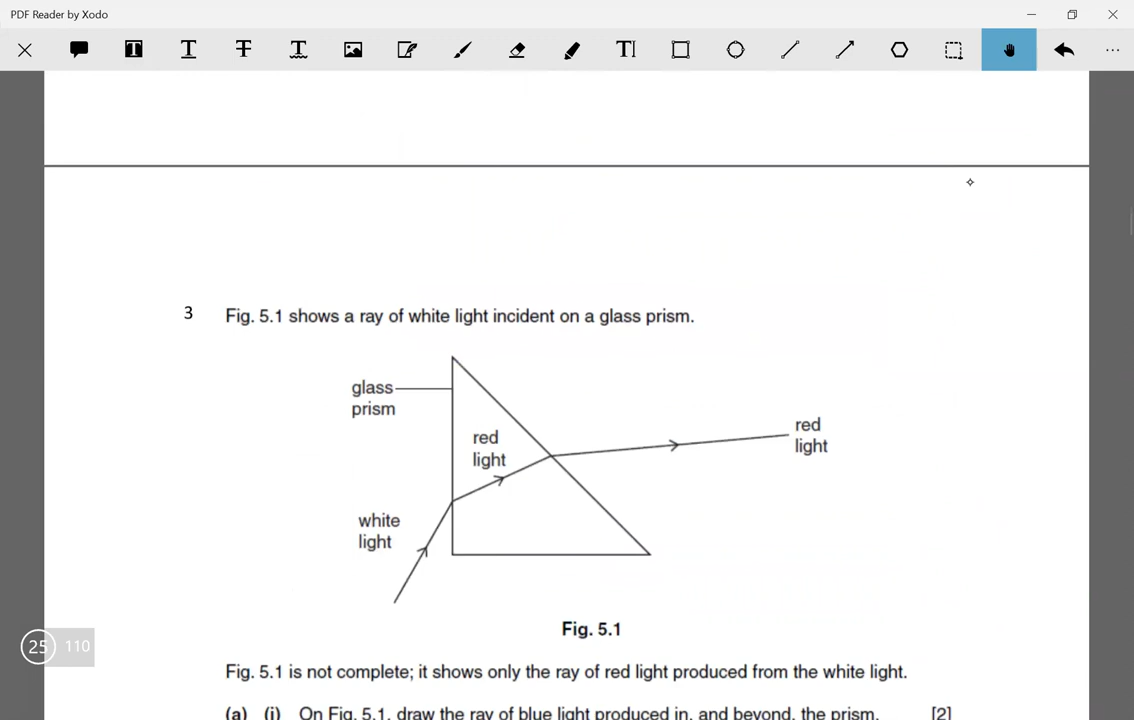 PDF Reader by Xodo
T T T T TI
3 Fig. 5.1 shows a ray of white light incident on a glass prism.
glass
prism
red
light
red
light
white
light
Fig. 5.1
25 110
Fig. 5.1 is not complete; it shows only the ray of red light produced from the white light.
(a) (i) On Fig. 5.1, draw the ray of blue light produced in, and beyond, the prism. [2]